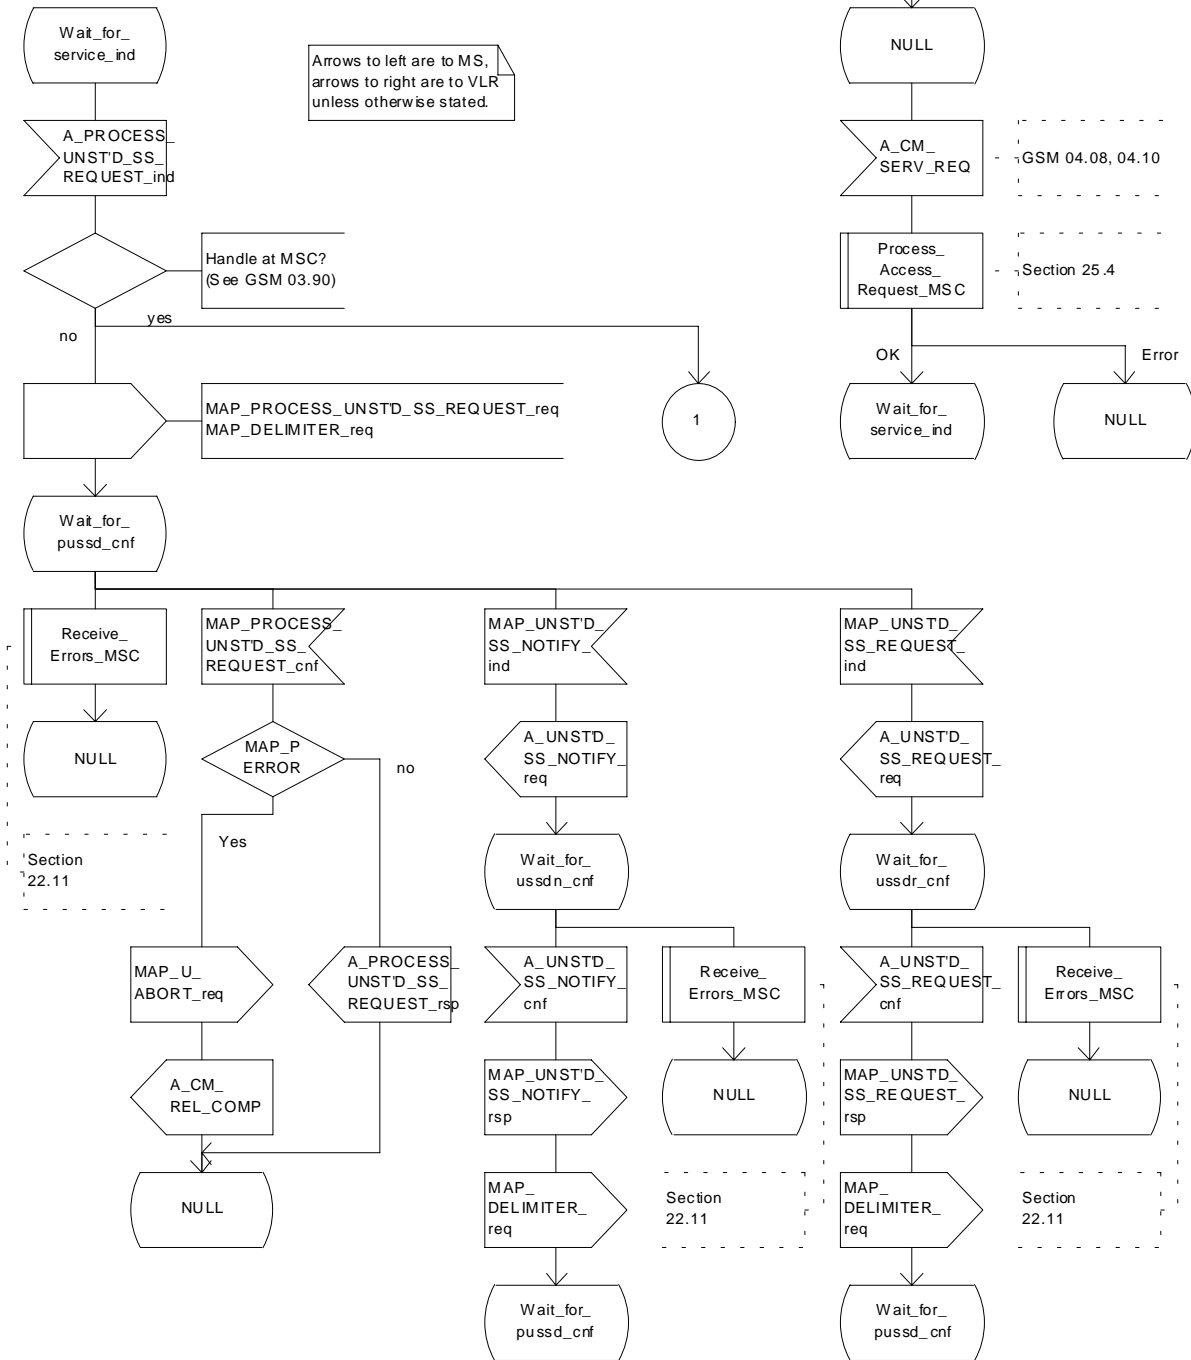 Wait_for_
service_ind
Arrows to left are to MS,
arrows to right are to VLR
unless otherwise stated.
NULL
A_PROCESS_
UNST'D_SS_
REQUEST_ind
A_CM_
SERV_REQ
GSM 04.08, 04.10
Handle at MSC?
(See GSM 03.90)
Process_
Access_
Request_MSC
Section 25.4
yes
no
OK
Error
MAP_PROCESS_UNST'D_SS_REQUEST_req
MAP_DELIMITER_req
1
Wait_for_
service_ind
NULL
Wait_for_
pussd_cnf
Receive_
Errors_MSC
MAP_PROCESS_
UNST'D_SS_
REQUEST_cnf
MAP_UNST'D_
SS_NOTIFY_
ind
MAP_UNST'D_
SS_REQUEST_
ind
NULL
MAP_P
ERROR
no
A_UNST'D_
SS_NOTIFY_
req
A_UNST'D_
SS_REQUEST_
req
Yes
Section
22.11
Wait_for_
ussdn_cnf
Wait_for_
ussdr_cnf
MAP_U_
ABORT_req
A_PROCESS_
UNST'D_SS_
REQUEST_rsp
A_UNST'D_
SS_NOTIFY_
cnf
Receive_
Errors_MSC
A_UNST'D_
SS_REQUEST_
cnf
Receive_
Errors_MSC
A_CM_
REL_COMP
MAP_UNST'D_
SS_NOTIFY_
rsp
NULL
MAP_UNST'D_
SS_REQUEST_
rsp
NULL
NULL
MAP_
DELIMITER_
req
Section
22.11
MAP_
DELIMITER_
req
Section
22.11
Wait_for_
pussd_cnf
Wait_for_
pussd_cnf